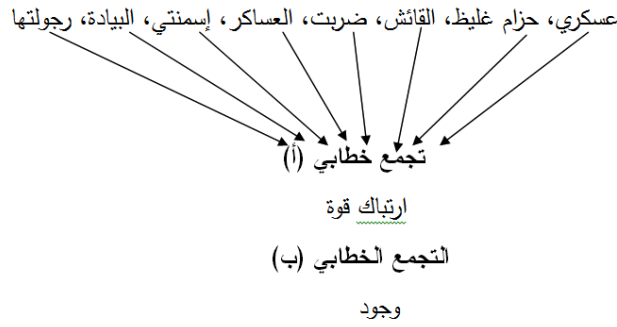 عسكري، حزام غليظ، القائش، ضربت، العساكر، إسمنتي، البيادة، رجولتها
تجمع خطابي (أ)
ارتباك قوة
التجمع الخطابي (ب)
وجود